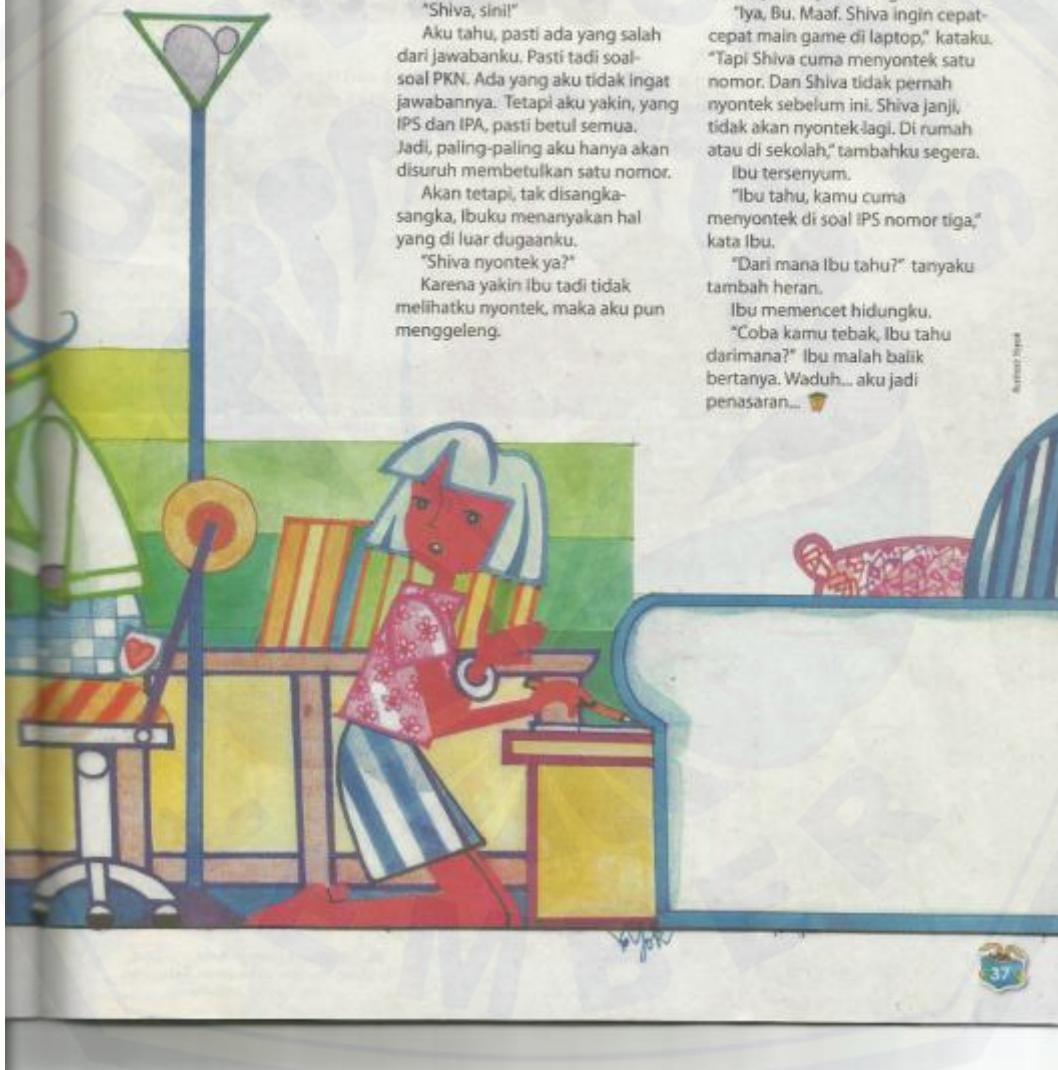 "Shiva, sini!"
Aku tahu, pasti ada yang salah
dari jawabanku. Pasti tadi soal-
soal PKN. Ada yang aku tidak ingat
jawabannya. Tetapi aku yakin, yang
IPS dan IPA, pasti betul semua.
Jadi, paling-paling aku hanya akan
disuruh membetulkan satu nomor.
Akan tetapi, tak disangka-
sangka, Ibuku menanyakan hal
yang di luar dugaanku.
"Shiva nyontek ya?"
Karena yakin Ibu tadi tidak
melihatku nyontek, maka aku pun
menggeleng.
"Iya, Bu. Maaf. Shiva ingin cepat-
cepat main game di laptop," kataku.
"Tapi Shiva cuma menyontek satu
nomor. Dan Shiva tidak pernah
nyontek sebelum ini. Shiva janji,
tidak akan nyontek lagi. Di rumah
atau di sekolah," tambahku segera.
Ibu tersenyum.
"Ibu tahu, kamu cuma
menyontek di soal IPS nomor tiga,"
kata Ibu.
"Dari mana Ibu tahu?" tanyaku
tambah heran.
Ibu memencet hidungku.
"Coba kamu tebak, Ibu tahu
darimana?" Ibu malah balik
bertanya. Waduh... aku jadi
penasaran...
37